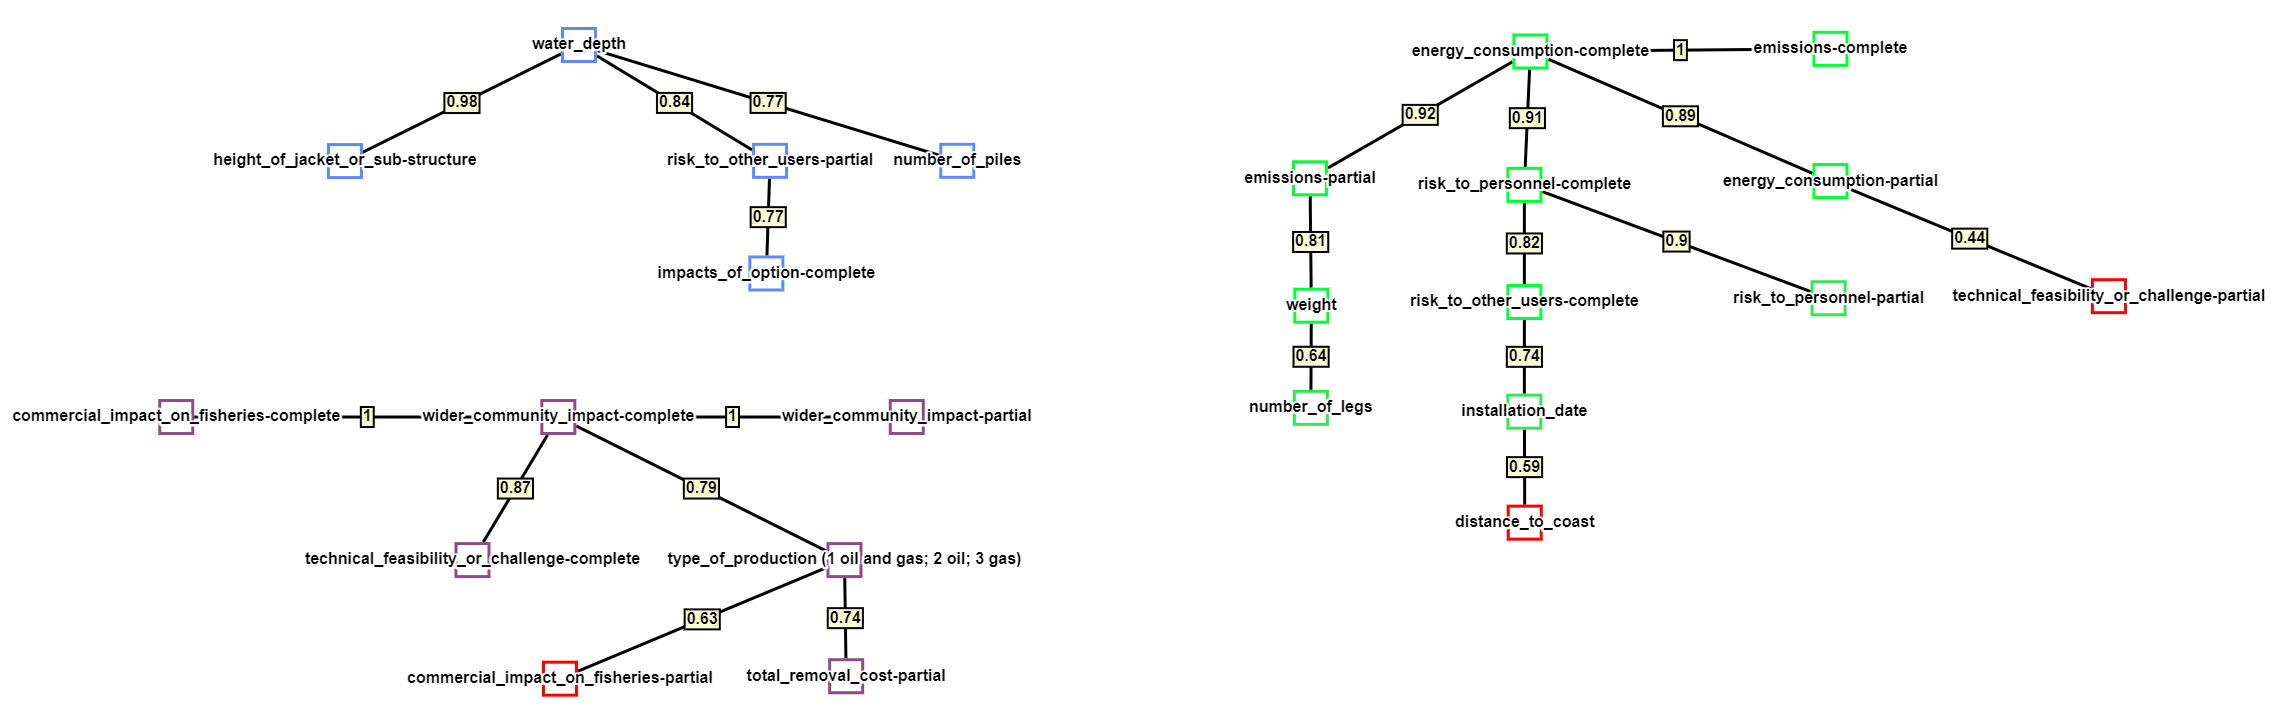 water_depth
0.98
0.84
0.77
height_of_jacket_or_sub-structure
risk_to_other_users-partial
number_of_piles
0.77
impacts_of_option-complete
energy_consumption-complete
1
emissions-complete
0.92
0.91
0.89
emissions-partial
risk_to_personnel-complete
energy_consumption-partial
0.81
0.82
0.9
0.44
weight
risk_to_other_users-complete
risk_to_personnel-partial
technical_feasibility_or_challenge-partial
0.64
0.74
number_of_legs
installation_date
0.59
distance_to_coast
commercial_impact_on_fisheries-complete
1
wider_community_impact-complete
1
wider_community_impact-partial
0.87
0.79
technical_feasibility_or_challenge-complete
type_of_production (1 oil and gas; 2 oil; 3 gas)
0.63
0.74
commercial_impact_on_fisheries-partial
total_removal_cost-partial